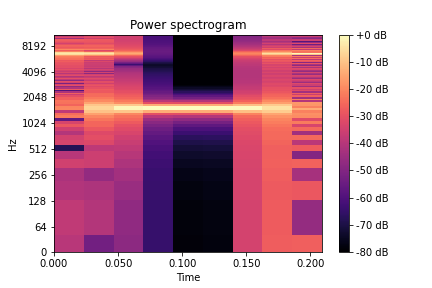 Power spectrogram
8192
4096
2048
1024
512
256
128
64
0
Hz
0.000 0.050 0.100 0.150 0.200
Time
+0 dB
-10 dB
-20 dB
-30 dB
-40 dB
-50 dB
-60 dB
-70 dB
-80 dB